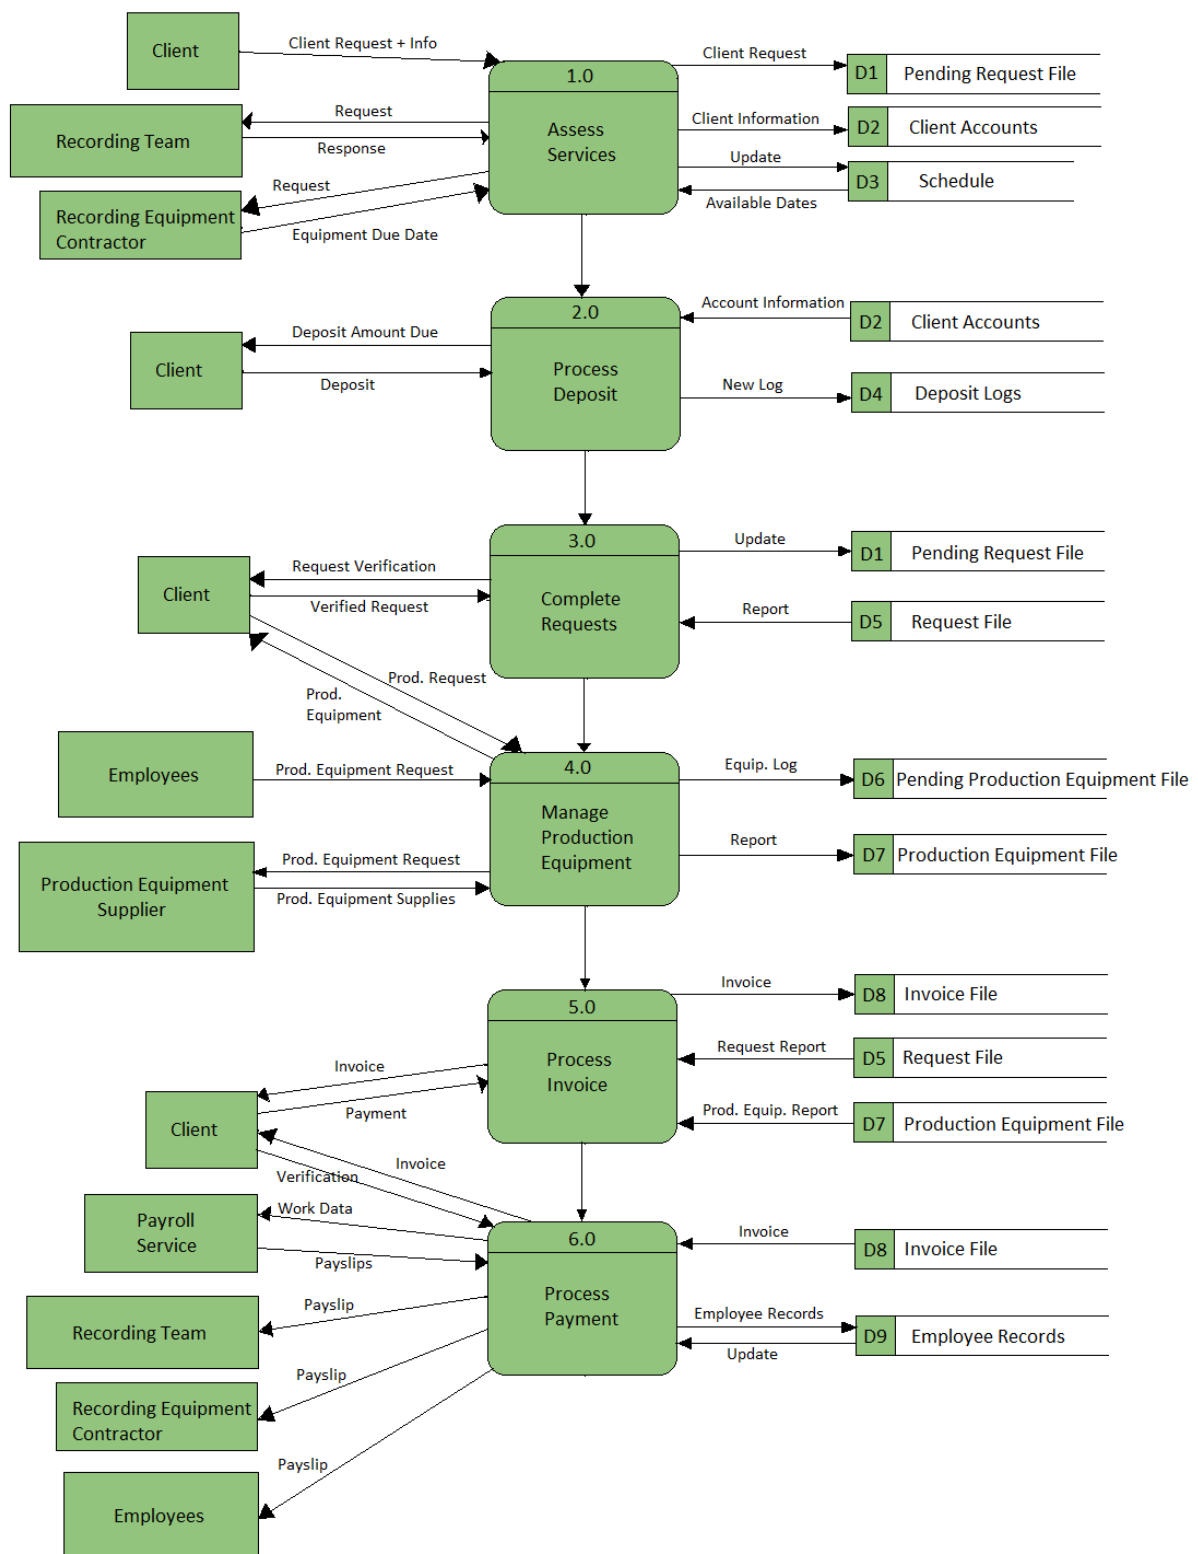 Client
Client Request + Info
1.0
Client Request
D1
Pending Request File
Recording Team
Request
Response
Assess
Services
Client Information
D2
Client Accounts
Update
D3
Schedule
Available Dates
Recording Equipment
Contractor
Request
Equipment Due Date
2.0
Account Information
D2
Client Accounts
Client
Deposit Amount Due
Deposit
Process
Deposit
New Log
D4
Deposit Logs
3.0
Update
D1
Pending Request File
Client
Request Verification
Verified Request
Complete
Requests
Report
D5
Request File
Prod. Request
Prod.
Equipment
Employees
Prod. Equipment Request
4.0
Manage
Production
Equipment
Equip. Log
D6
Pending Production Equipment File
Production Equipment
Supplier
Prod. Equipment Request
Prod. Equipment Supplies
Report
D7
Production Equipment File
5.0
Invoice
D8
Invoice File
Process
Invoice
Request Report
D5
Request File
Invoice
Payment
Client
Prod. Equip. Report
D7
Production Equipment File
Invoice
Verification
Payroll
Service
Work Data
Payslips
6.0
Process
Payment
Invoice
D8
Invoice File
Recording Team
Payslip
Employee Records
D9
Employee Records
Update
Recording Equipment
Contractor
Payslip
Employees
Payslip